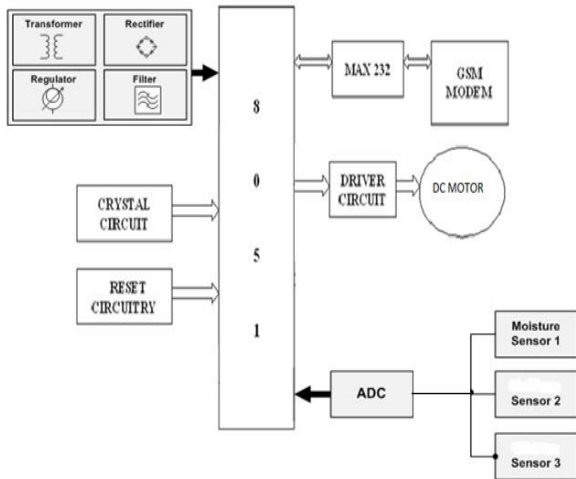 Transformer
Rectifier
Regulator
Filter
8
0
5
1
MAX 232
GSM
MODEM
CRYSTAL
CIRCUIT
DRIVER
CIRCUIT
DC MOTOR
RESET
CIRCUITRY
ADC
Moisture
Sensor 1
Sensor 2
Sensor 3